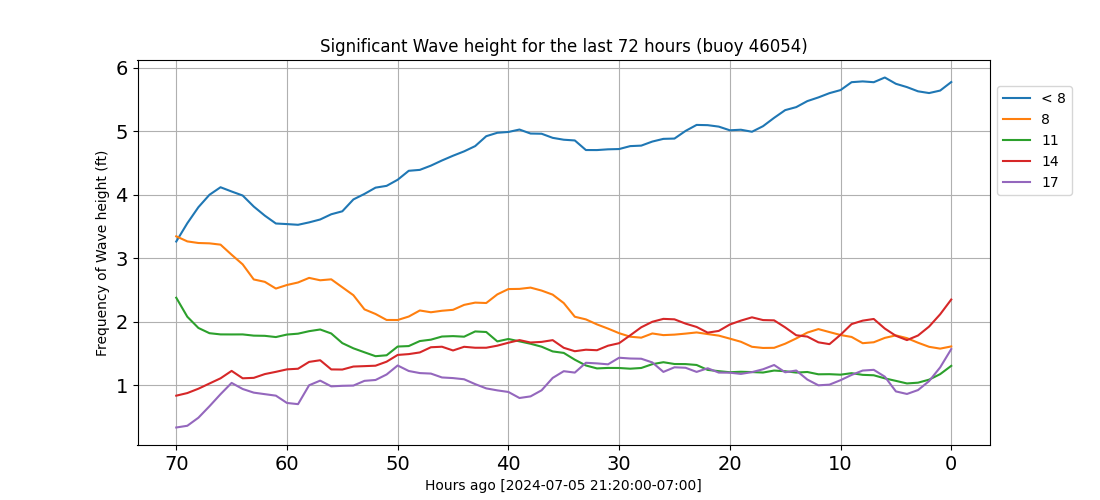 Significant Wave height for the last 72 hours (buoy 46054)
Frequency of Wave height (ft)
6
5
4
3
2
1
70 60 50 40 30 20 10 0
Hours ago [2024-07-05 21:20:00-07:00]
< 8
8
11
14
17